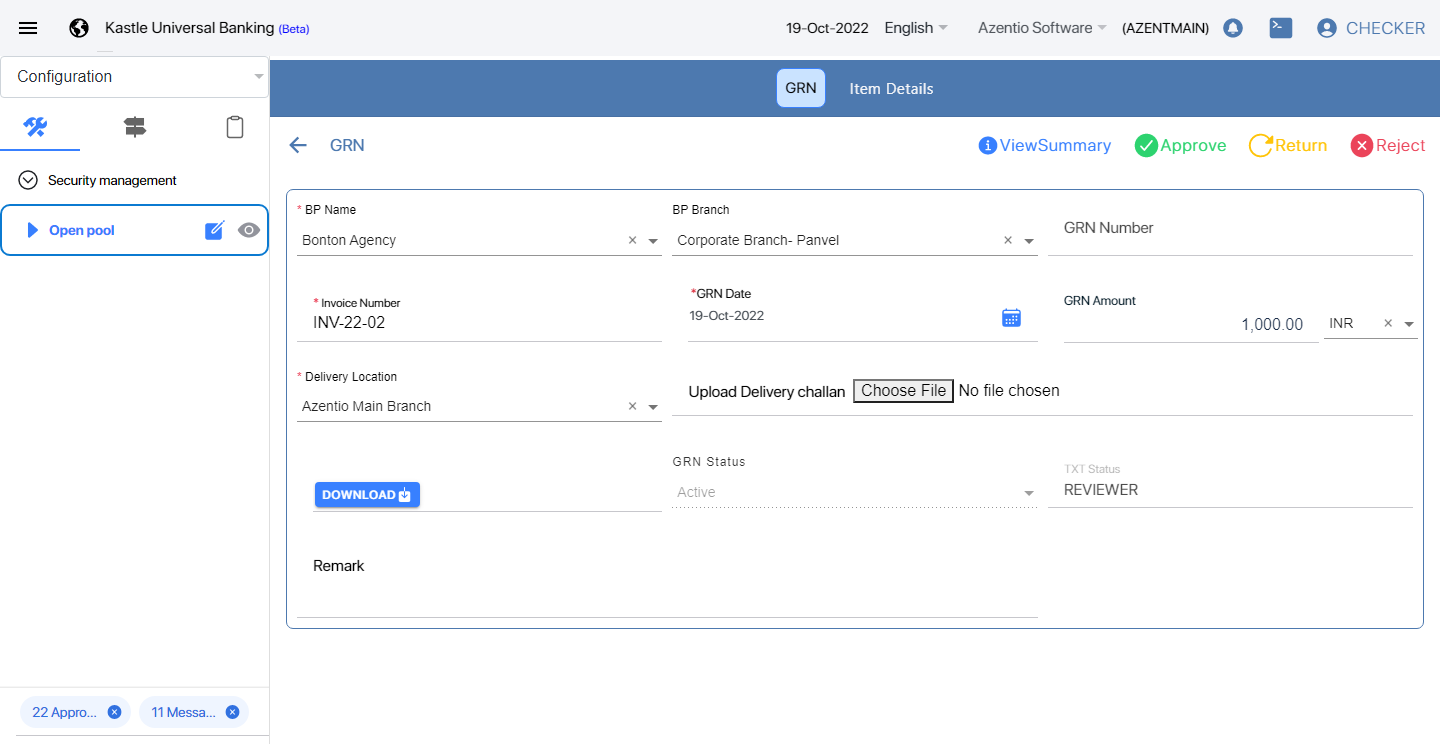 Kastle Universal Banking (Beta)
19-Oct-2022
English
Azentio Software
(AZENTMAIN)
CHECKER
Configuration
Security management
Open pool
22 Appro...
11 Messa...
GRN
Item Details
GRN
ViewSummary
Approve
Return
Reject
* BP Name
Bonton Agency
BP Branch
Corporate Branch- Panvel
GRN Number
* Invoice Number
INV-22-02
*GRN Date
19-Oct-2022
GRN Amount
1,000.00
INR
* Delivery Location
Azentio Main Branch
Upload Delivery challan
Choose File No file chosen
DOWNLOAD
GRN Status
Active
TXT Status
REVIEWER
Remark